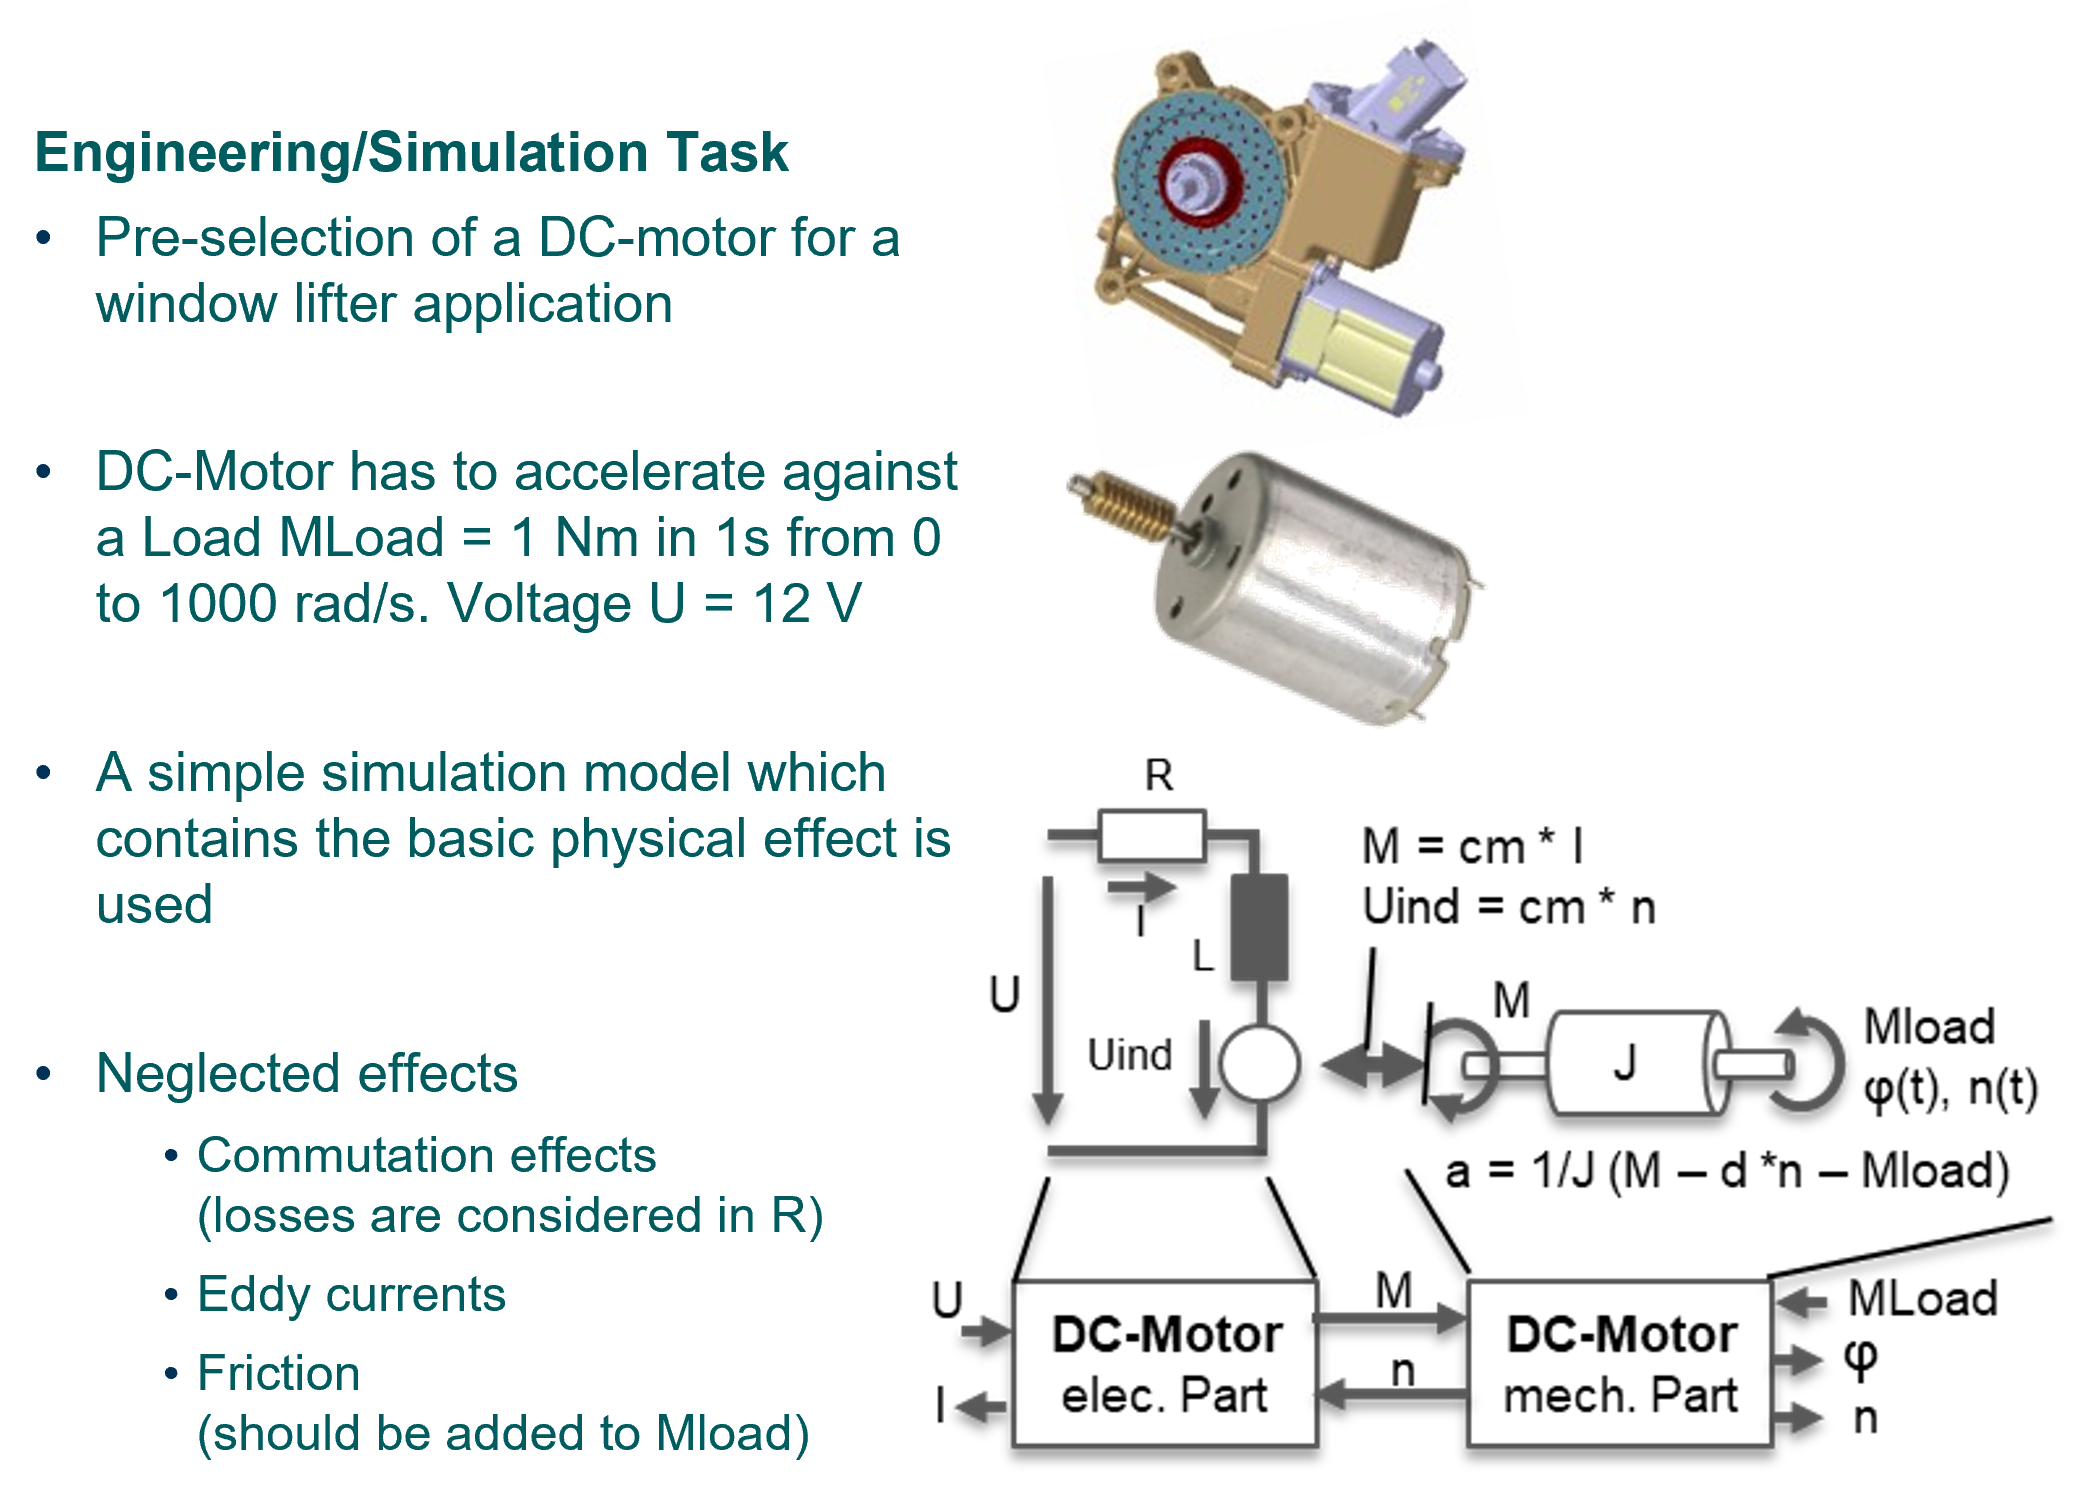 Engineering/Simulation Task
• Pre-selection of a DC-motor for a
window lifter application
• DC-Motor has to accelerate against
a Load MLoad = 1 Nm in 1s from 0
to 1000 rad/s. Voltage U = 12 V
• A simple simulation model which
contains the basic physical effect is
used
• Neglected effects
• Commutation effects
(losses are considered in R)
• Eddy currents
• Friction
(should be added to Mload)
R
I
L
U
Uind
M = cm * I
Uind = cm * n
M
J
Mload
φ(t), n(t)
a = 1/J (M – d *n – Mload)
U
I
DC-Motor
elec. Part
M
n
DC-Motor
mech. Part
MLoad
φ
n